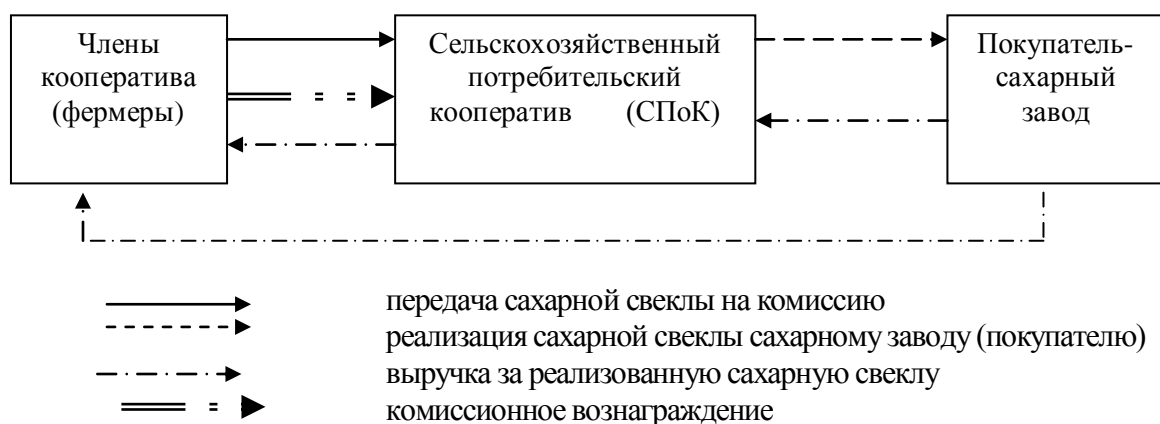 Члены
кооператива
(фермеры)
Сельскохозяйственный
потребительский
кооператив (СПоК)
Покупатель-
сахарный
завод
передача сахарной свеклы на комиссию
реализация сахарной свеклы сахарному заводу (покупателю)
выручка за реализованную сахарную свеклу
комиссионное вознаграждение